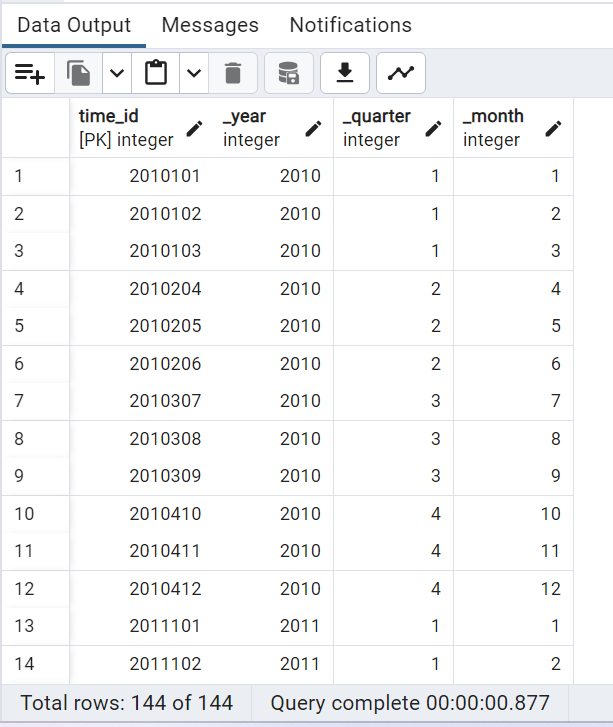 Data Output Messages Notifications
time_id _year _quarter _month
[PK] integer integer integer integer
1 2010101 2010 1 1
2 2010102 2010 1 2
3 2010103 2010 1 3
4 2010204 2010 2 4
5 2010205 2010 2 5
6 2010206 2010 2 6
7 2010307 2010 3 7
8 2010308 2010 3 8
9 2010309 2010 3 9
10 2010410 2010 4 10
11 2010411 2010 4 11
12 2010412 2010 4 12
13 2011101 2011 1 1
14 2011102 2011 1 2
Total rows: 144 of 144 Query complete 00:00:00.877